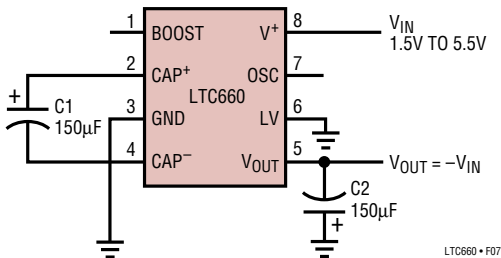 1 BOOST V+ 8 VIN
1.5V TO 5.5V
2 CAP+ OSC 7
LTC660
+ C1
150µF
3 GND LV 6
4 CAP– VOUT 5 VOUT = –VIN
C2
150µF
+
LTC660 • F07